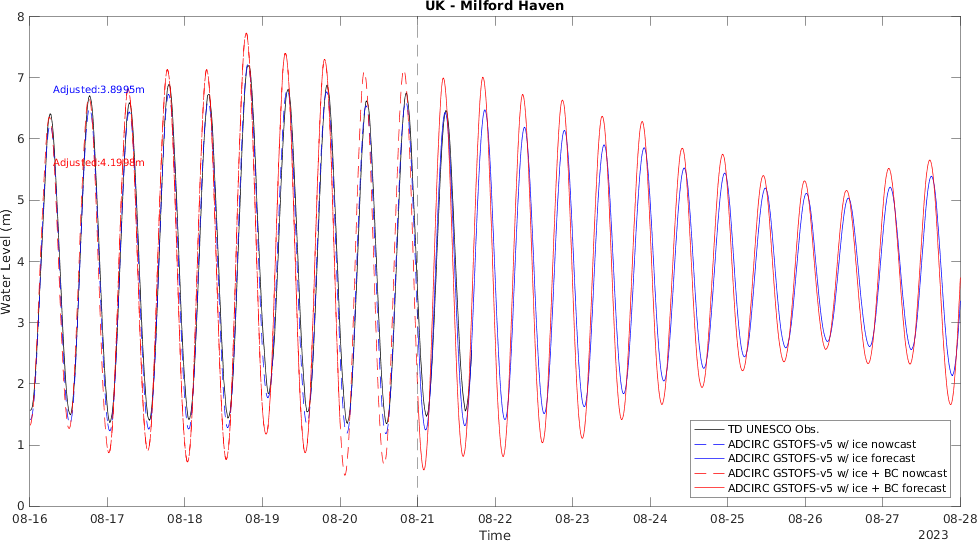 UK - Milford Haven
8
7
6
5
4
3
2
1
0
Water Level (m)
Adjusted:3.8995m
Adjusted:4.1998m
TD UNESCO Obs.
ADCIRC GSTOFS-v5 w/ ice nowcast
ADCIRC GSTOFS-v5 w/ ice forecast
ADCIRC GSTOFS-v5 w/ ice + BC nowcast
ADCIRC GSTOFS-v5 w/ ice + BC forecast
08-16 08-17 08-18 08-19 08-20 08-21 08-22 08-23 08-24 08-25 08-26 08-27 08-28
Time
2023